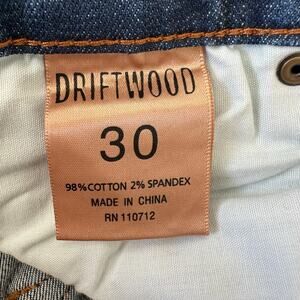 DRIFTWOOD
30
98% COTTON 2% SPANDEX
MADE IN CHINA
RN 110712